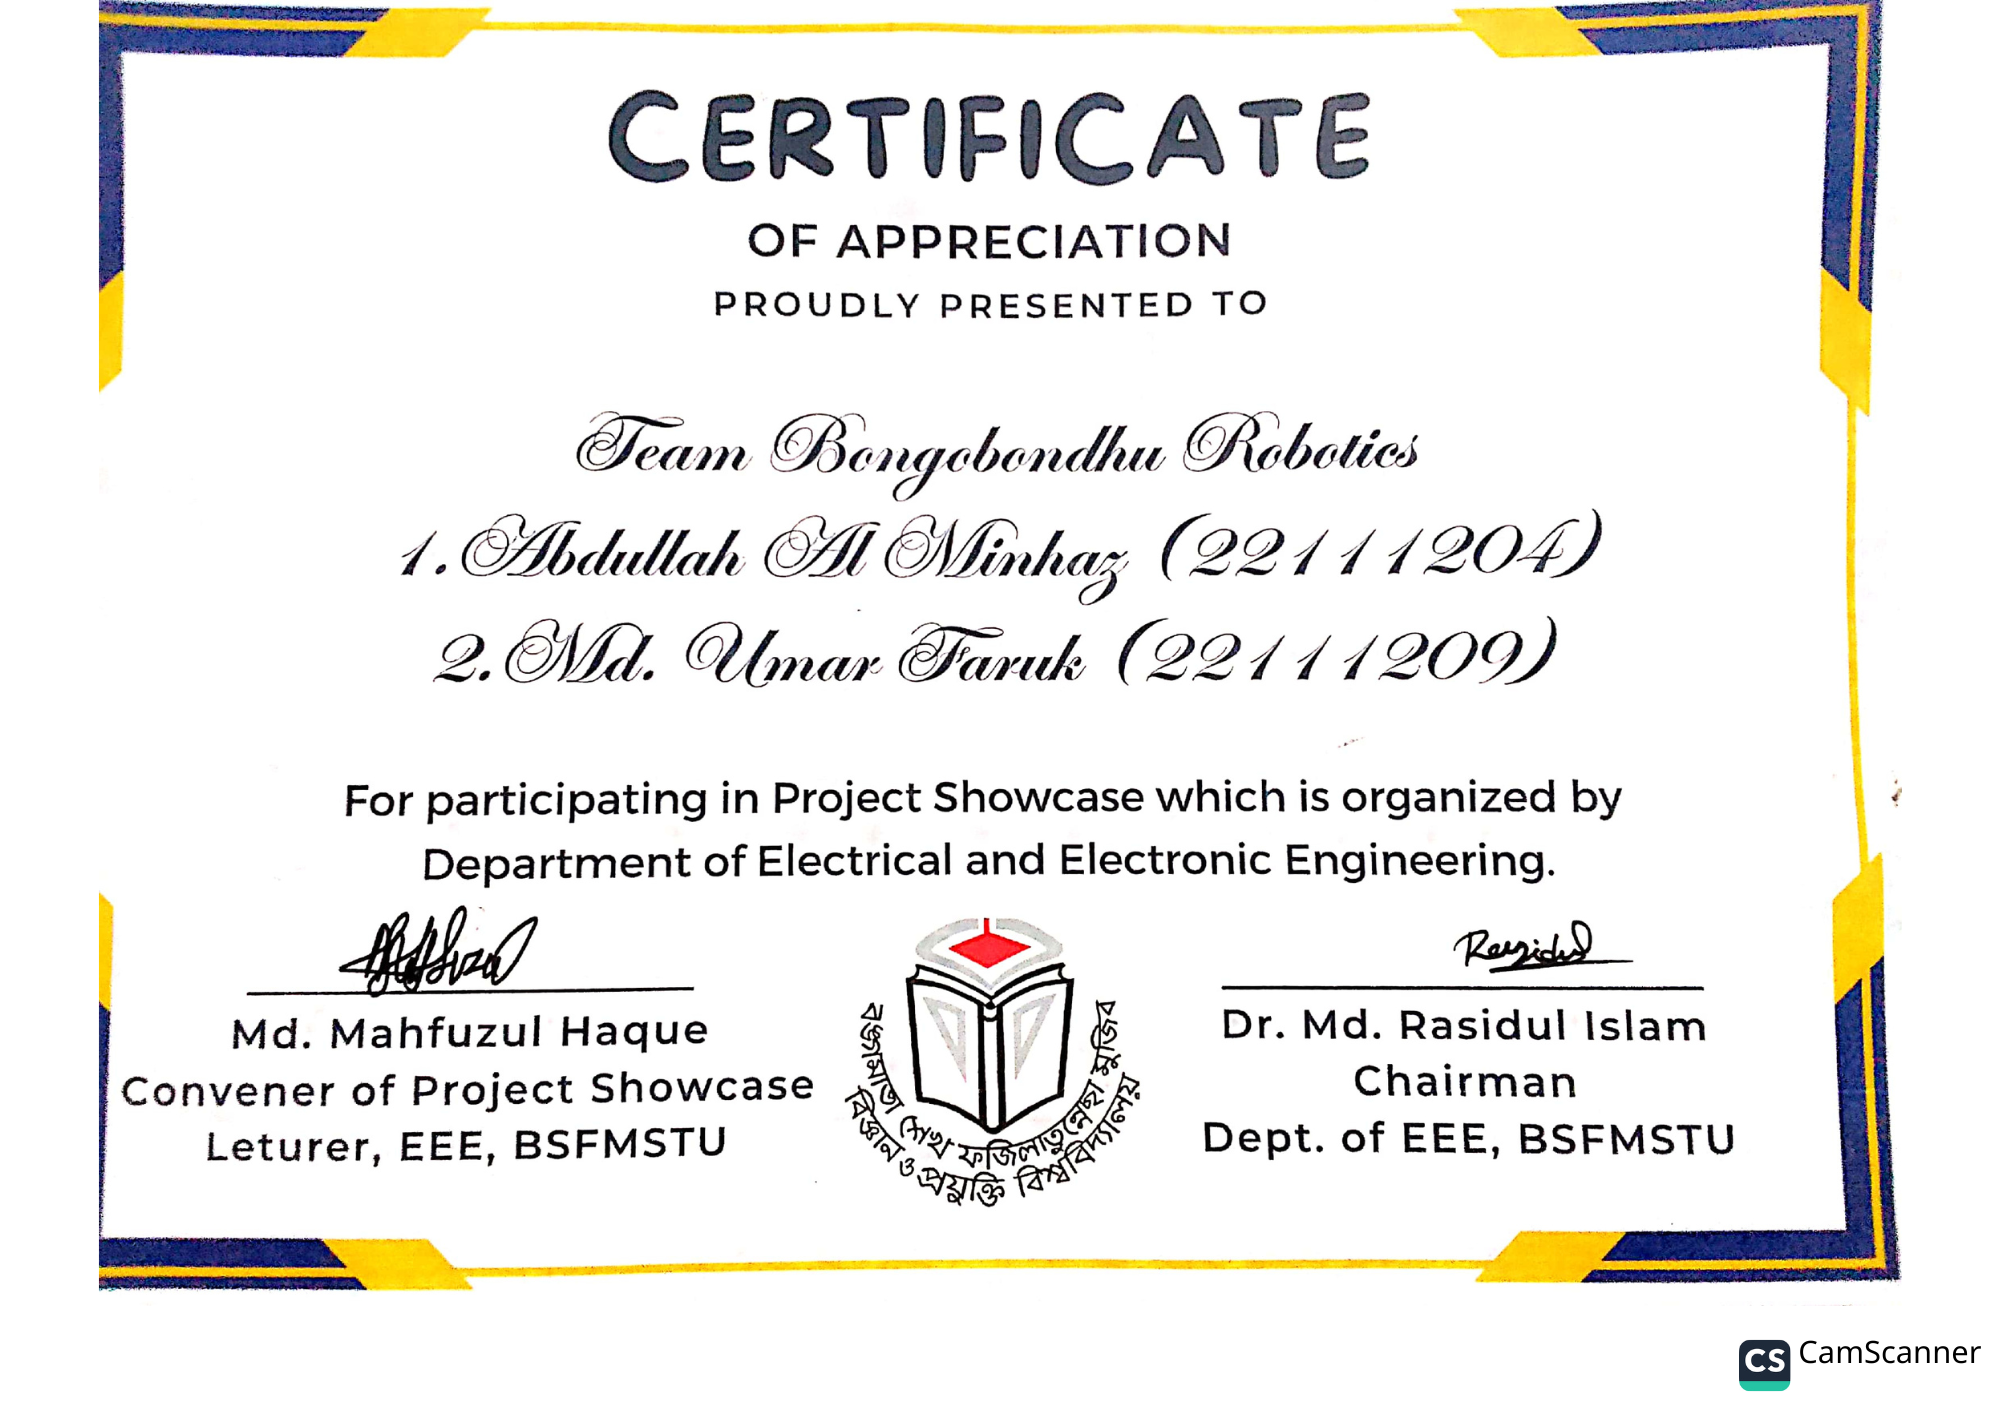 CERTIFICATE
OF APPRECIATION
PROUDLY PRESENTED TO
Team Bongobondhu Robotics
1. Abdullah Al Minhaz (22111204)
2. Md. Umar Faruk (22111209)
For participating in Project Showcase which is organized by
Department of Electrical and Electronic Engineering.
Md. Mahfuzul Haque
Convener of Project Showcase
Leturer, EEE, BSFMSTU
বঙ্গমাতা শেখ ফজিলাতুন্নেছা মুজিব
বিজ্ঞান ও প্রযুক্তি বিশ্ববিদ্যালয়
Dr. Md. Rasidul Islam
Chairman
Dept. of EEE, BSFMSTU
CS CamScanner